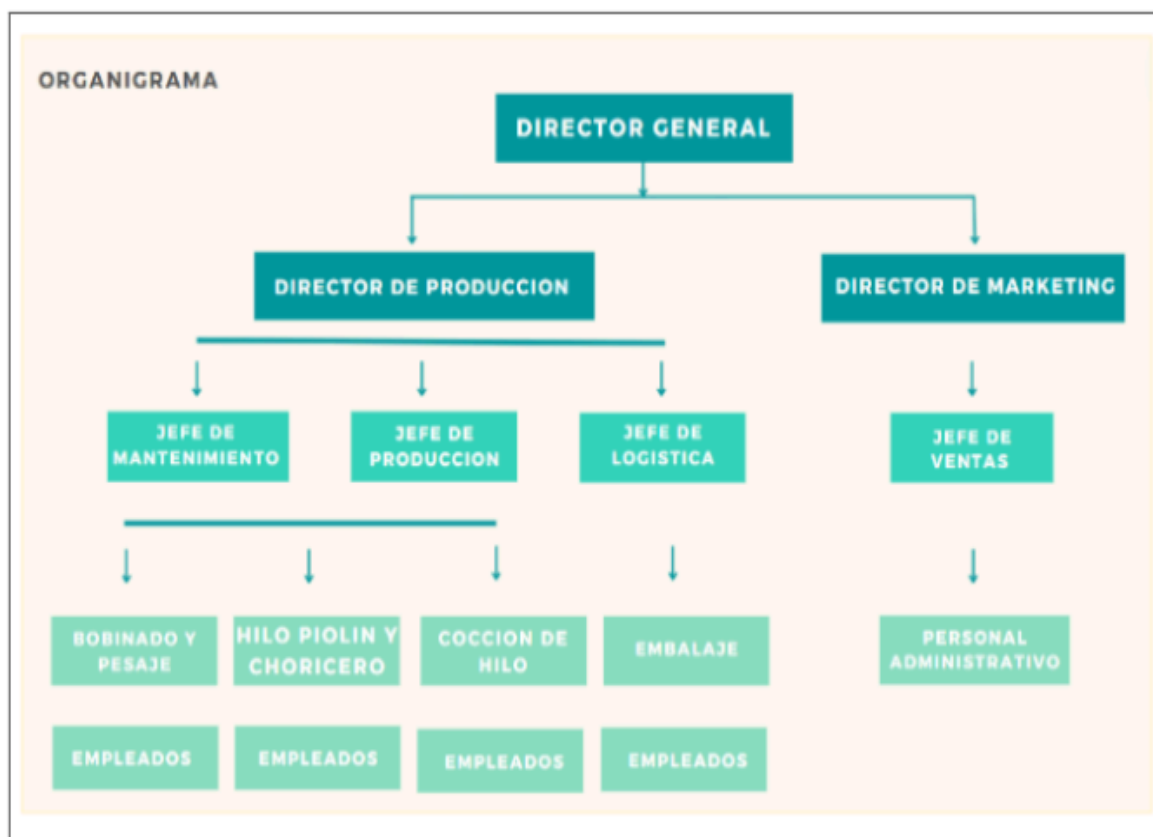 ORGANIGRAMA
DIRECTOR GENERAL
DIRECTOR DE PRODUCCION
DIRECTOR DE MARKETING
JEFE DE
MANTENIMIENTO
JEFE DE
PRODUCCION
JEFE DE
LOGISTICA
JEFE DE
VENTAS
BOBINADO Y
PESAJE
HILO PIOLIN Y
CHORICERO
COCCION DE
HILO
EMBALAJE
PERSONAL
ADMINISTRATIVO
EMPLEADOS
EMPLEADOS
EMPLEADOS
EMPLEADOS